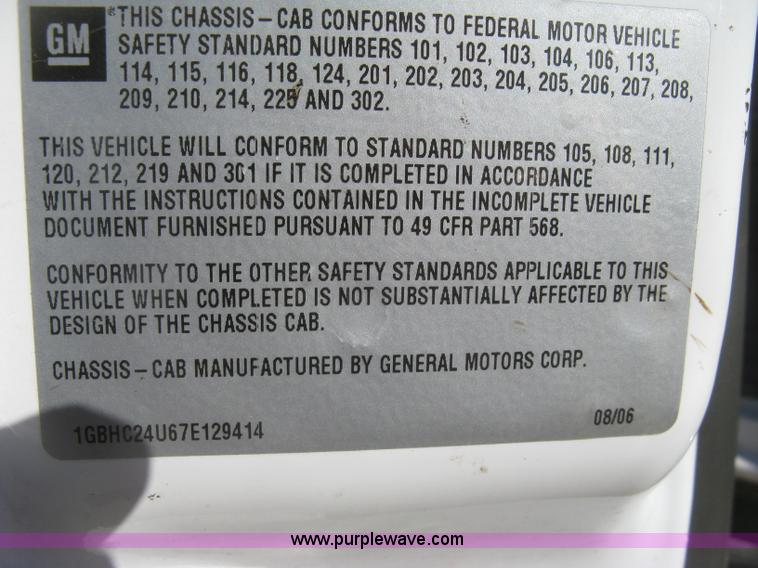 GM
*THIS CHASSIS-CAB CONFORMS TO FEDERAL MOTOR VEHICLE
SAFETY STANDARD NUMBERS 101, 102, 103, 104, 106, 113,
114, 115, 116, 118, 124, 201, 202, 203, 204, 205, 206, 207, 208,
209, 210, 214, 225 AND 302.
THIS VEHICLE WILL CONFORM TO STANDARD NUMBERS 105, 108, 111,
120, 212, 219 AND 301 IF IT IS COMPLETED IN ACCORDANCE
WITH THE INSTRUCTIONS CONTAINED IN THE INCOMPLETE VEHICLE
DOCUMENT FURNISHED PURSUANT TO 49 CFR PART 568.
CONFORMITY TO THE OTHER SAFETY STANDARDS APPLICABLE TO THIS
VEHICLE WHEN COMPLETED IS NOT SUBSTANTIALLY AFFECTED BY THE
DESIGN OF THE CHASSIS CAB.
CHASSIS-CAB MANUFACTURED BY GENERAL MOTORS CORP.
1GBHC24U67E129414 08/06
www.purplewave.com